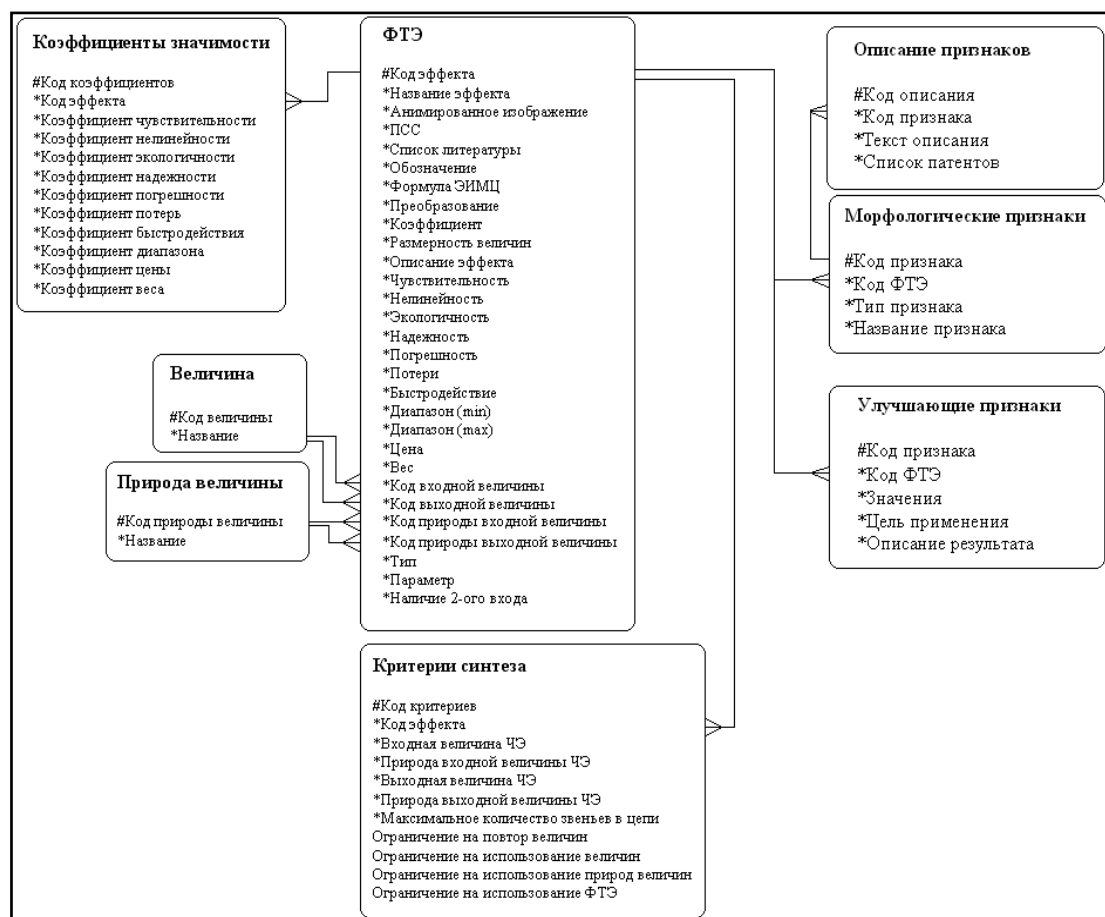 Коэффициенты значимости
#Код коэффициентов
*Код эффекта
*Коэффициент чувствительности
*Коэффициент нелинейности
*Коэффициент экологичности
*Коэффициент надежности
*Коэффициент погрешности
*Коэффициент потерь
*Коэффициент быстродействия
*Коэффициент диапазона
*Коэффициент цены
*Коэффициент веса
Величина
#Код величины
*Название
Природа величины
#Код природы величины
*Название
ФТЭ
#Код эффекта
*Название эффекта
*Анимированное изображение
*ПСС
*Список литературы
*Обозначение
*Формула ЭИМЦ
*Преобразование
*Коэффициент
*Размерность величин
*Описание эффекта
*Чувствительность
*Нелинейность
*Экологичность
*Надежность
*Погрешность
*Потери
*Быстродействие
*Диапазон (min)
*Диапазон (max)
*Цена
*Вес
*Код входной величины
*Код выходной величины
*Код природы входной величины
*Код природы выходной величины
*Тип
*Параметр
*Наличие 2-ого входа
Критерии синтеза
#Код критериев
*Код эффекта
*Входная величина ЧЭ
*Природа входной величины ЧЭ
*Выходная величина ЧЭ
*Природа выходной величины ЧЭ
*Максимальное количество звеньев в цепи
Ограничение на повтор величин
Ограничение на использование величин
Ограничение на использование природ величин
Ограничение на использование ФТЭ
Описание признаков
#Код описания
*Код признака
*Текст описания
*Список патентов
Морфологические признаки
#Код признака
*Код ФТЭ
*Тип признака
*Название признака
Улучшающие признаки
#Код признака
*Код ФТЭ
*Значения
*Цель применения
*Описание результата